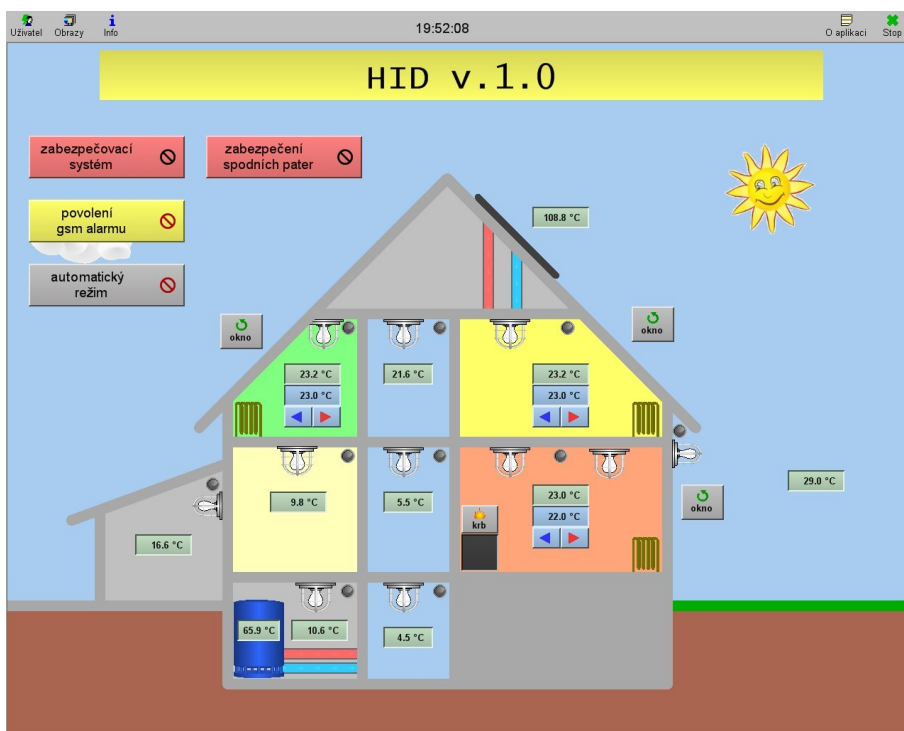 Uživatel Obrazy Info 19:52:08 O aplikaci Stop
HID v.1.0
zabezpečovací
systém
zabezpečení
spodních pater
povolení
gsm alarmu
automatický
režim
108.8 °C
okno
okno
23.2 °C
23.0 °C
21.6 °C
23.2 °C
23.0 °C
9.8 °C
5.5 °C
23.0 °C
22.0 °C
krb
okno
29.0 °C
16.6 °C
65.9 °C
10.6 °C
4.5 °C